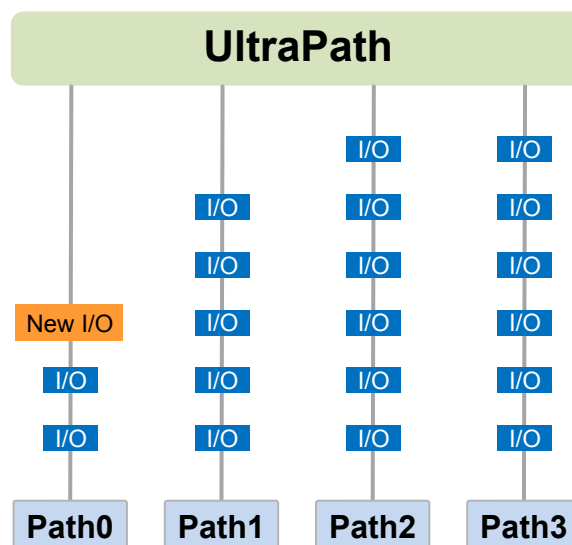 UltraPath
I/O I/O
I/O I/O I/O
I/O I/O I/O
New I/O I/O I/O I/O
I/O I/O I/O I/O
I/O I/O I/O I/O
Path0 Path1 Path2 Path3